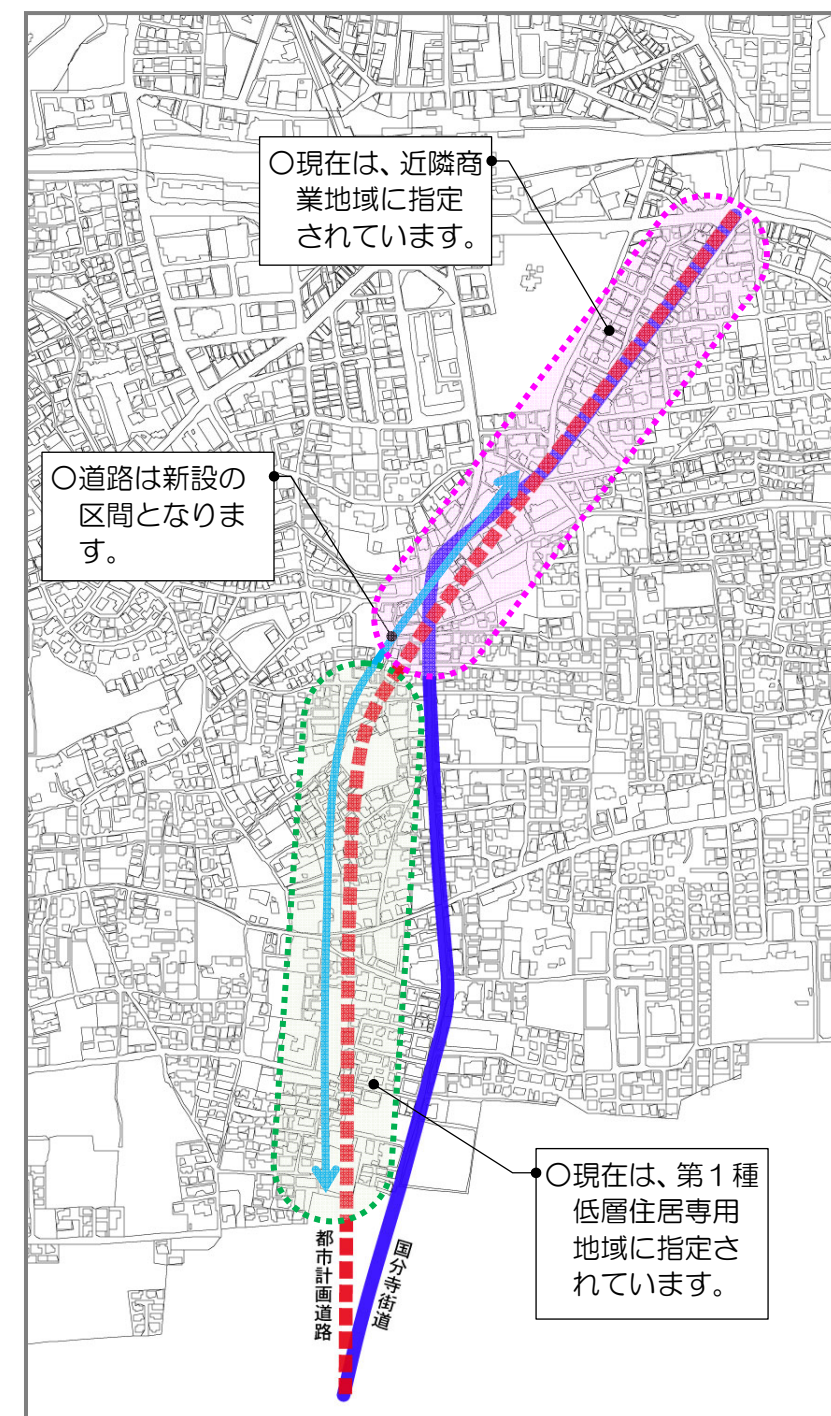 〇現在は、近隣商
業地域に指定
されています。
〇道路は新設の
区間となりま
す。
〇現在は、第１種
低層住居専用
地域に指定さ
れています。
都市計画道路
国分寺街道